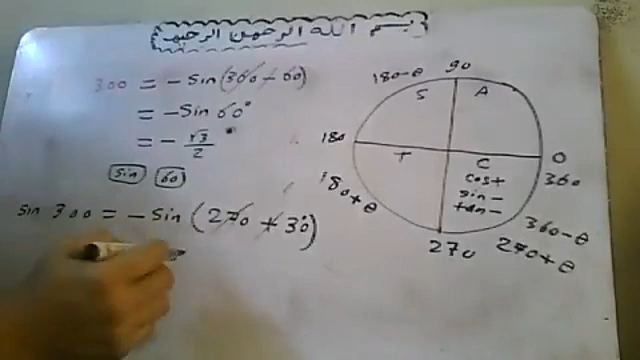 بسم الله الرحمن الرحيم
300 = - sin (360 - 60)
= - sin 60°
= - √3/2
sin 60
sin 300 = - sin (270 + 30)
90
180-θ
S A
180 0
360
T C
cos +
sin -
tan -
180+θ
360-θ
270+θ
270